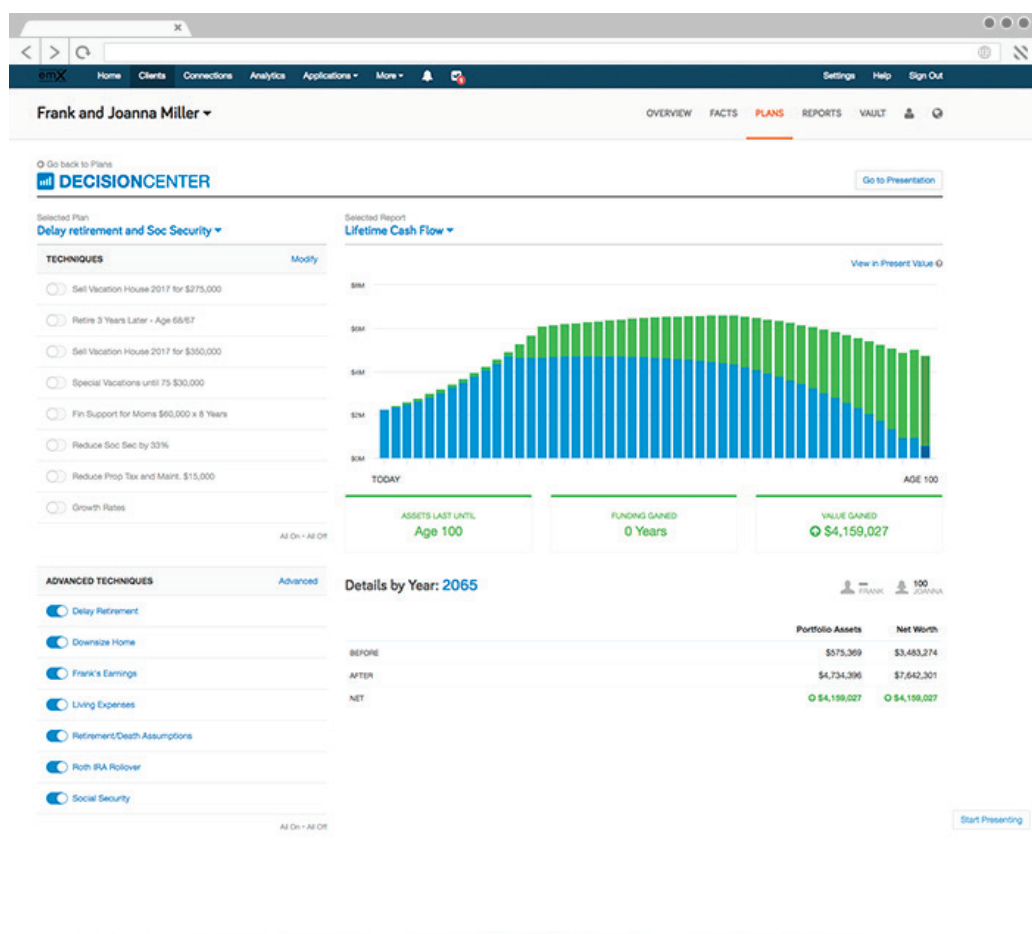 emX Home Clients Connections Analytics Applications More Settings Help Sign Out
Frank and Joanna Miller OVERVIEW FACTS PLANS REPORTS VAULT
Go back to Plans
DECISIONCENTER Go to Presentation
Selected Plan
Delay retirement and Soc Security
Selected Report
Lifetime Cash Flow
TECHNIQUES Modify
Sell Vacation House 2017 for $275,000
Retire 3 Years Later - Age 68/67
Sell Vacation House 2017 for $350,000
Special Vacations until 75 $30,000
Fin Support for Moms $60,000 x 8 Years
Reduce Soc Sec by 33%
Reduce Prop Tax and Maint. $15,000
Growth Rates
All On • All Off
View in Present Value
$8M
$6M
$4M
$2M
$0M
TODAY AGE 100
ASSETS LAST UNTIL
Age 100
FUNDING GAINED
0 Years
VALUE GAINED
$4,159,027
ADVANCED TECHNIQUES Advanced
Delay Retirement
Downsize Home
Frank's Earnings
Living Expenses
Retirement/Death Assumptions
Roth IRA Rollover
Social Security
All On • All Off
Details by Year: 2065
– FRANK
100 JOANNA
Portfolio Assets Net Worth
BEFORE $575,369 $3,483,274
AFTER $4,734,396 $7,642,301
NET $4,159,027 $4,159,027
Start Presenting